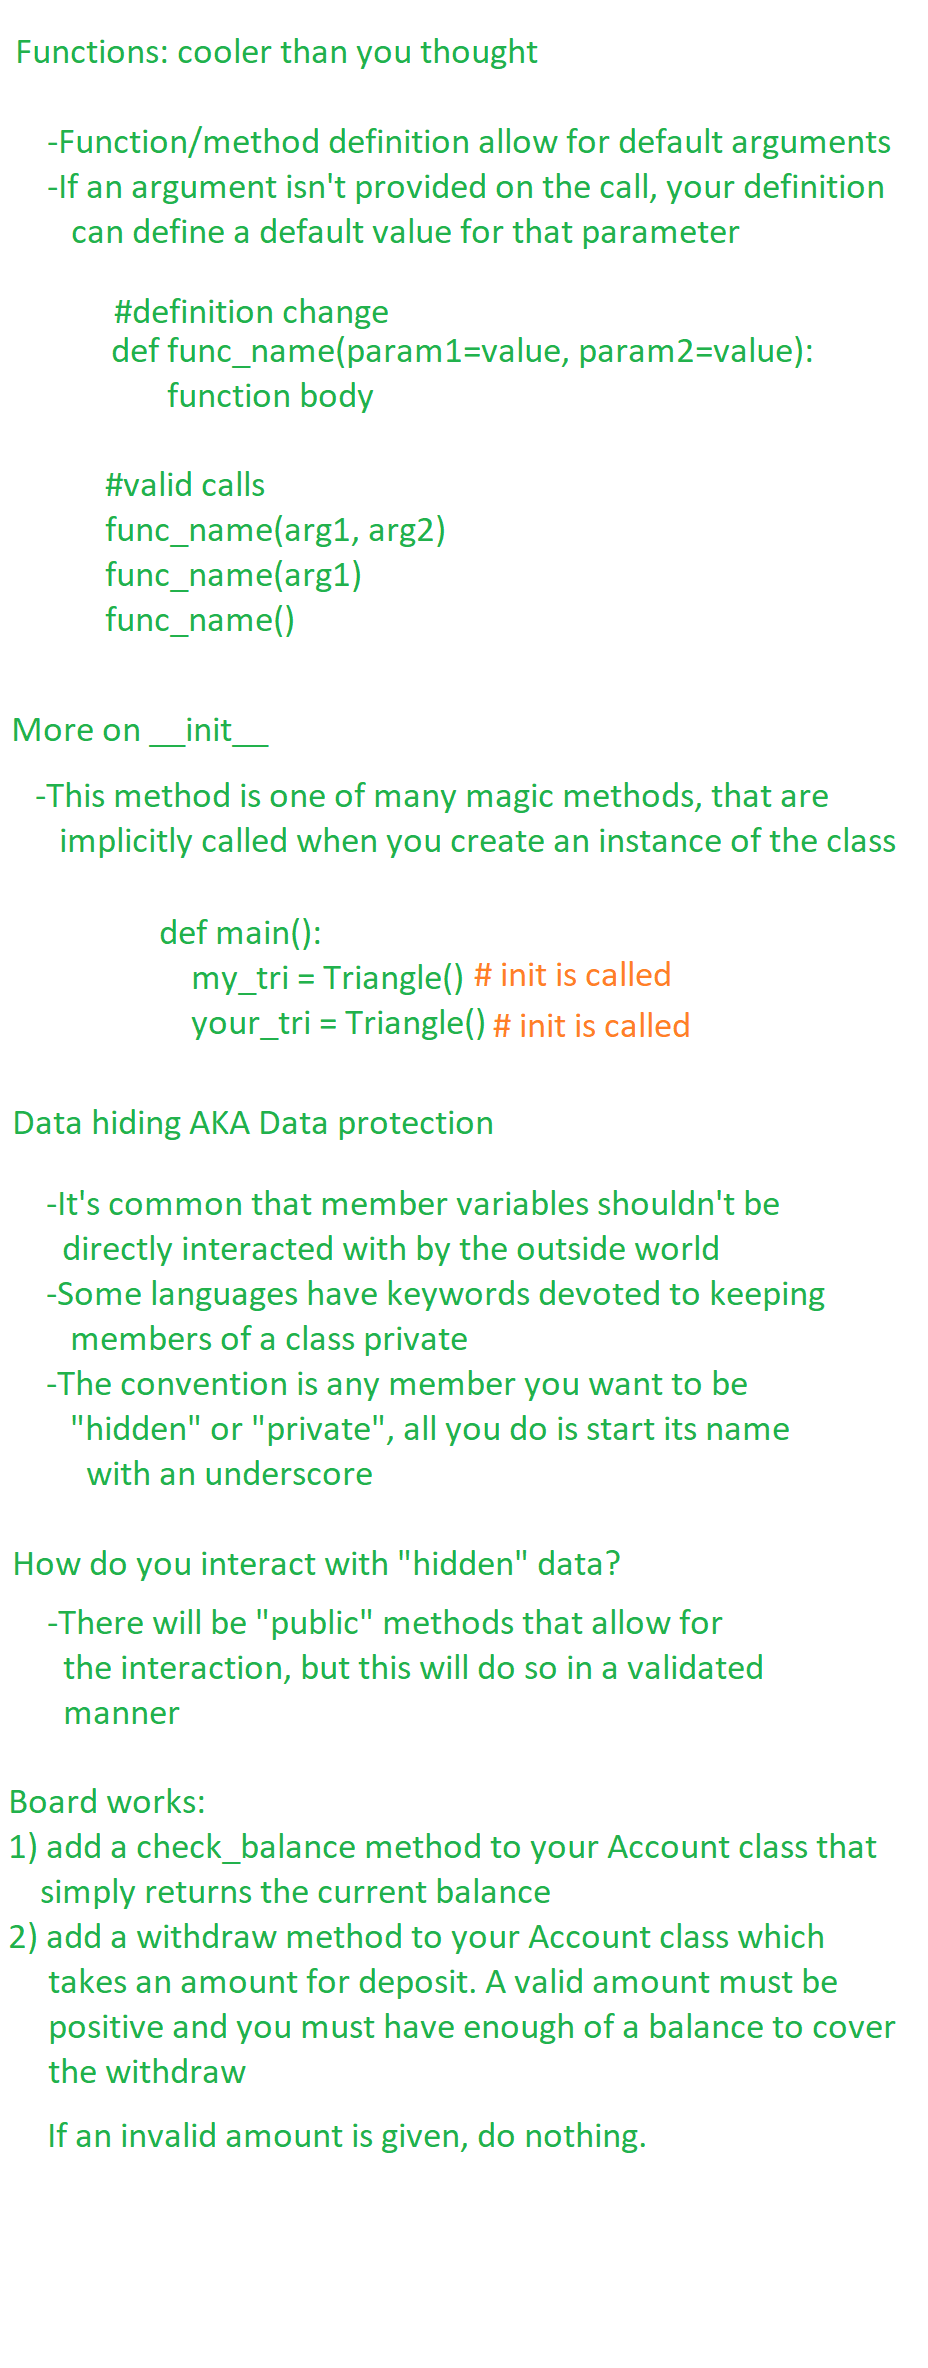 Functions: cooler than you thought
-Function/method definition allow for default arguments
-If an argument isn't provided on the call, your definition
can define a default value for that parameter
#definition change
def func_name(param1=value, param2=value):
function body
#valid calls
func_name(arg1, arg2)
func_name(arg1)
func_name()
More on __init__
-This method is one of many magic methods, that are
implicitly called when you create an instance of the class
def main():
my_tri = Triangle() # init is called
your_tri = Triangle() # init is called
Data hiding AKA Data protection
-It's common that member variables shouldn't be
directly interacted with by the outside world
-Some languages have keywords devoted to keeping
members of a class private
-The convention is any member you want to be
"hidden" or "private", all you do is start its name
with an underscore
How do you interact with "hidden" data?
-There will be "public" methods that allow for
the interaction, but this will do so in a validated
manner
Board works:
1) add a check_balance method to your Account class that
simply returns the current balance
2) add a withdraw method to your Account class which
takes an amount for deposit. A valid amount must be
positive and you must have enough of a balance to cover
the withdraw
If an invalid amount is given, do nothing.